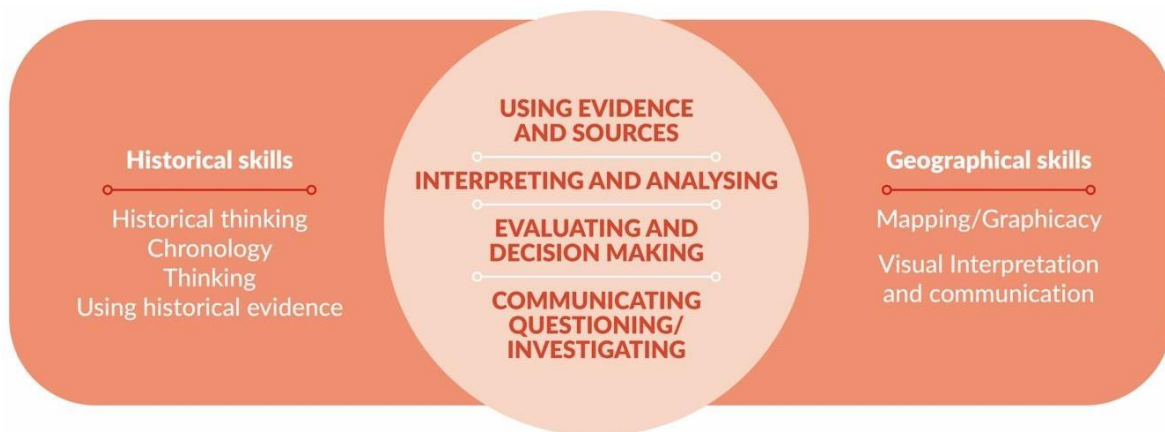 Historical skills
Historical thinking
Chronology
Thinking
Using historical evidence
USING EVIDENCE
AND SOURCES
INTERPRETING AND ANALYSING
EVALUATING AND
DECISION MAKING
COMMUNICATING
QUESTIONING/
INVESTIGATING
Geographical skills
Mapping/Graphicacy
Visual Interpretation
and communication